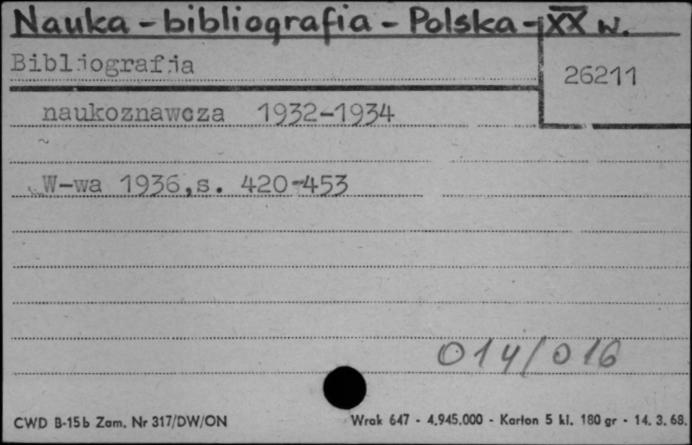 Nauka - bibliografia - Polska - XX w.
Bibliografia
26211
naukoznawcza 1932-1934
W-wa 1936,s. 420-453
014/016
CWD B-15b Zam. Nr 317/DW/ON
Wrak 647 - 4.945.000 - Karton 5 kl. 180 gr - 14. 3. 68.